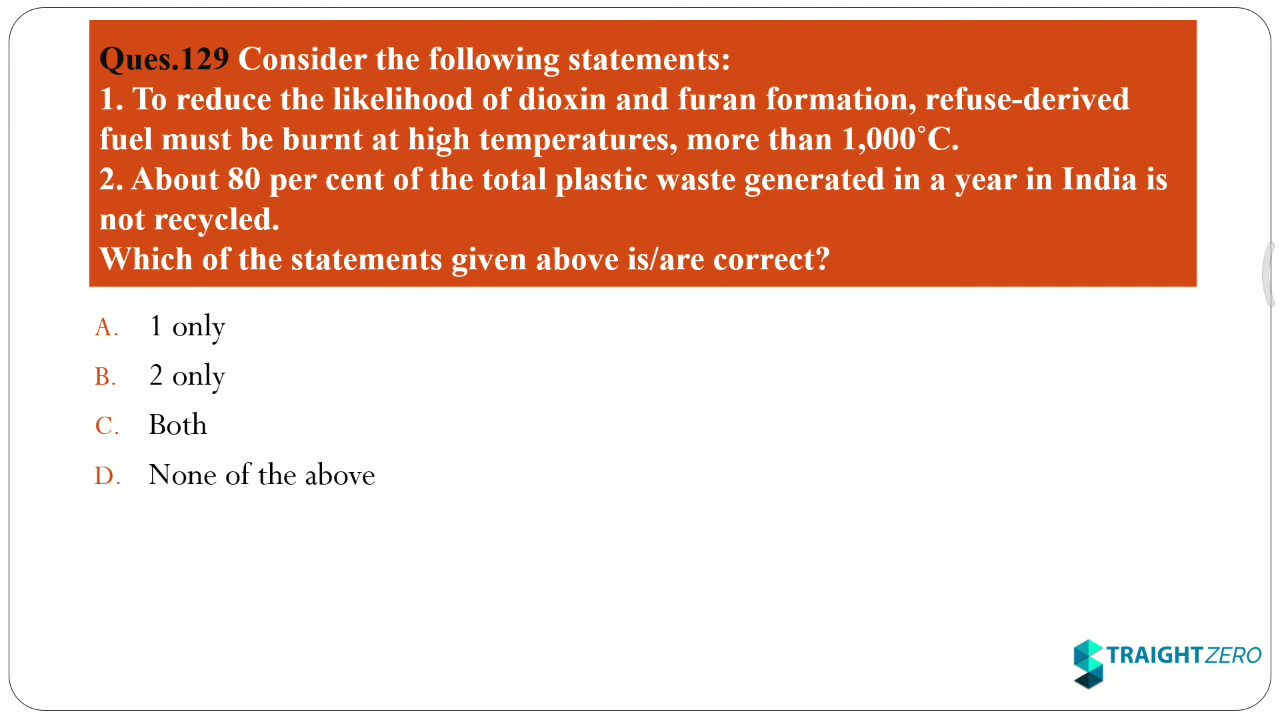 Ques.129 Consider the following statements:
1. To reduce the likelihood of dioxin and furan formation, refuse-derived
fuel must be burnt at high temperatures, more than 1,000˚C.
2. About 80 per cent of the total plastic waste generated in a year in India is
not recycled.
Which of the statements given above is/are correct?
A. 1 only
B. 2 only
C. Both
D. None of the above
TRAIGHTZERO